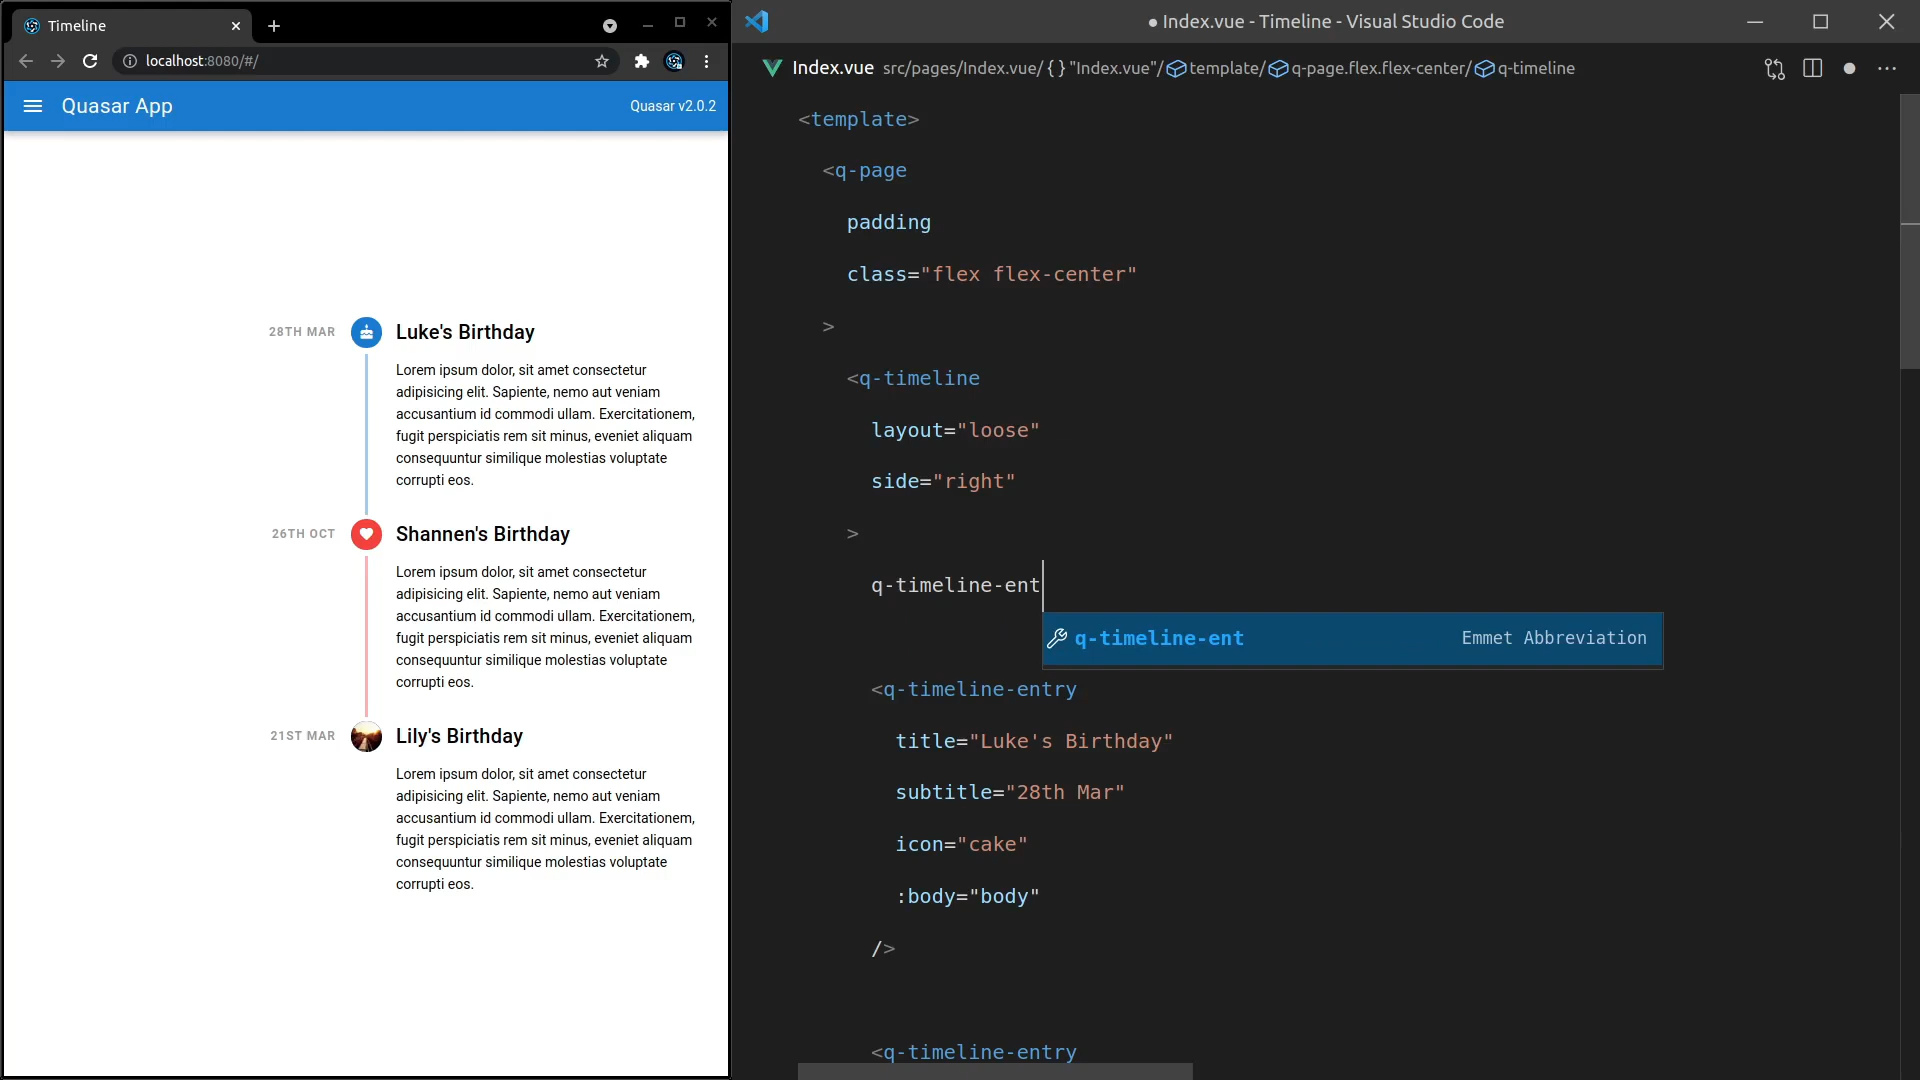 Timeline
localhost:8080/#/
Quasar App
Quasar v2.0.2
28TH MAR
Luke's Birthday
Lorem ipsum dolor, sit amet consectetur
adipisicing elit. Sapiente, nemo aut veniam
accusantium id commodi ullam. Exercitationem,
fugit perspiciatis rem sit minus, eveniet aliquam
consequuntur similique molestias voluptate
corrupti eos.
26TH OCT
Shannen's Birthday
Lorem ipsum dolor, sit amet consectetur
adipisicing elit. Sapiente, nemo aut veniam
accusantium id commodi ullam. Exercitationem,
fugit perspiciatis rem sit minus, eveniet aliquam
consequuntur similique molestias voluptate
corrupti eos.
21ST MAR
Lily's Birthday
Lorem ipsum dolor, sit amet consectetur
adipisicing elit. Sapiente, nemo aut veniam
accusantium id commodi ullam. Exercitationem,
fugit perspiciatis rem sit minus, eveniet aliquam
consequuntur similique molestias voluptate
corrupti eos.
● Index.vue - Timeline - Visual Studio Code
Index.vue src/pages/Index.vue/ {} "Index.vue"/ template/ q-page.flex.flex-center/ q-timeline
<template>
<q-page
padding
class="flex flex-center"
>
<q-timeline
layout="loose"
side="right"
>
q-timeline-ent
q-timeline-ent Emmet Abbreviation
<q-timeline-entry
title="Luke's Birthday"
subtitle="28th Mar"
icon="cake"
:body="body"
/>
<q-timeline-entry